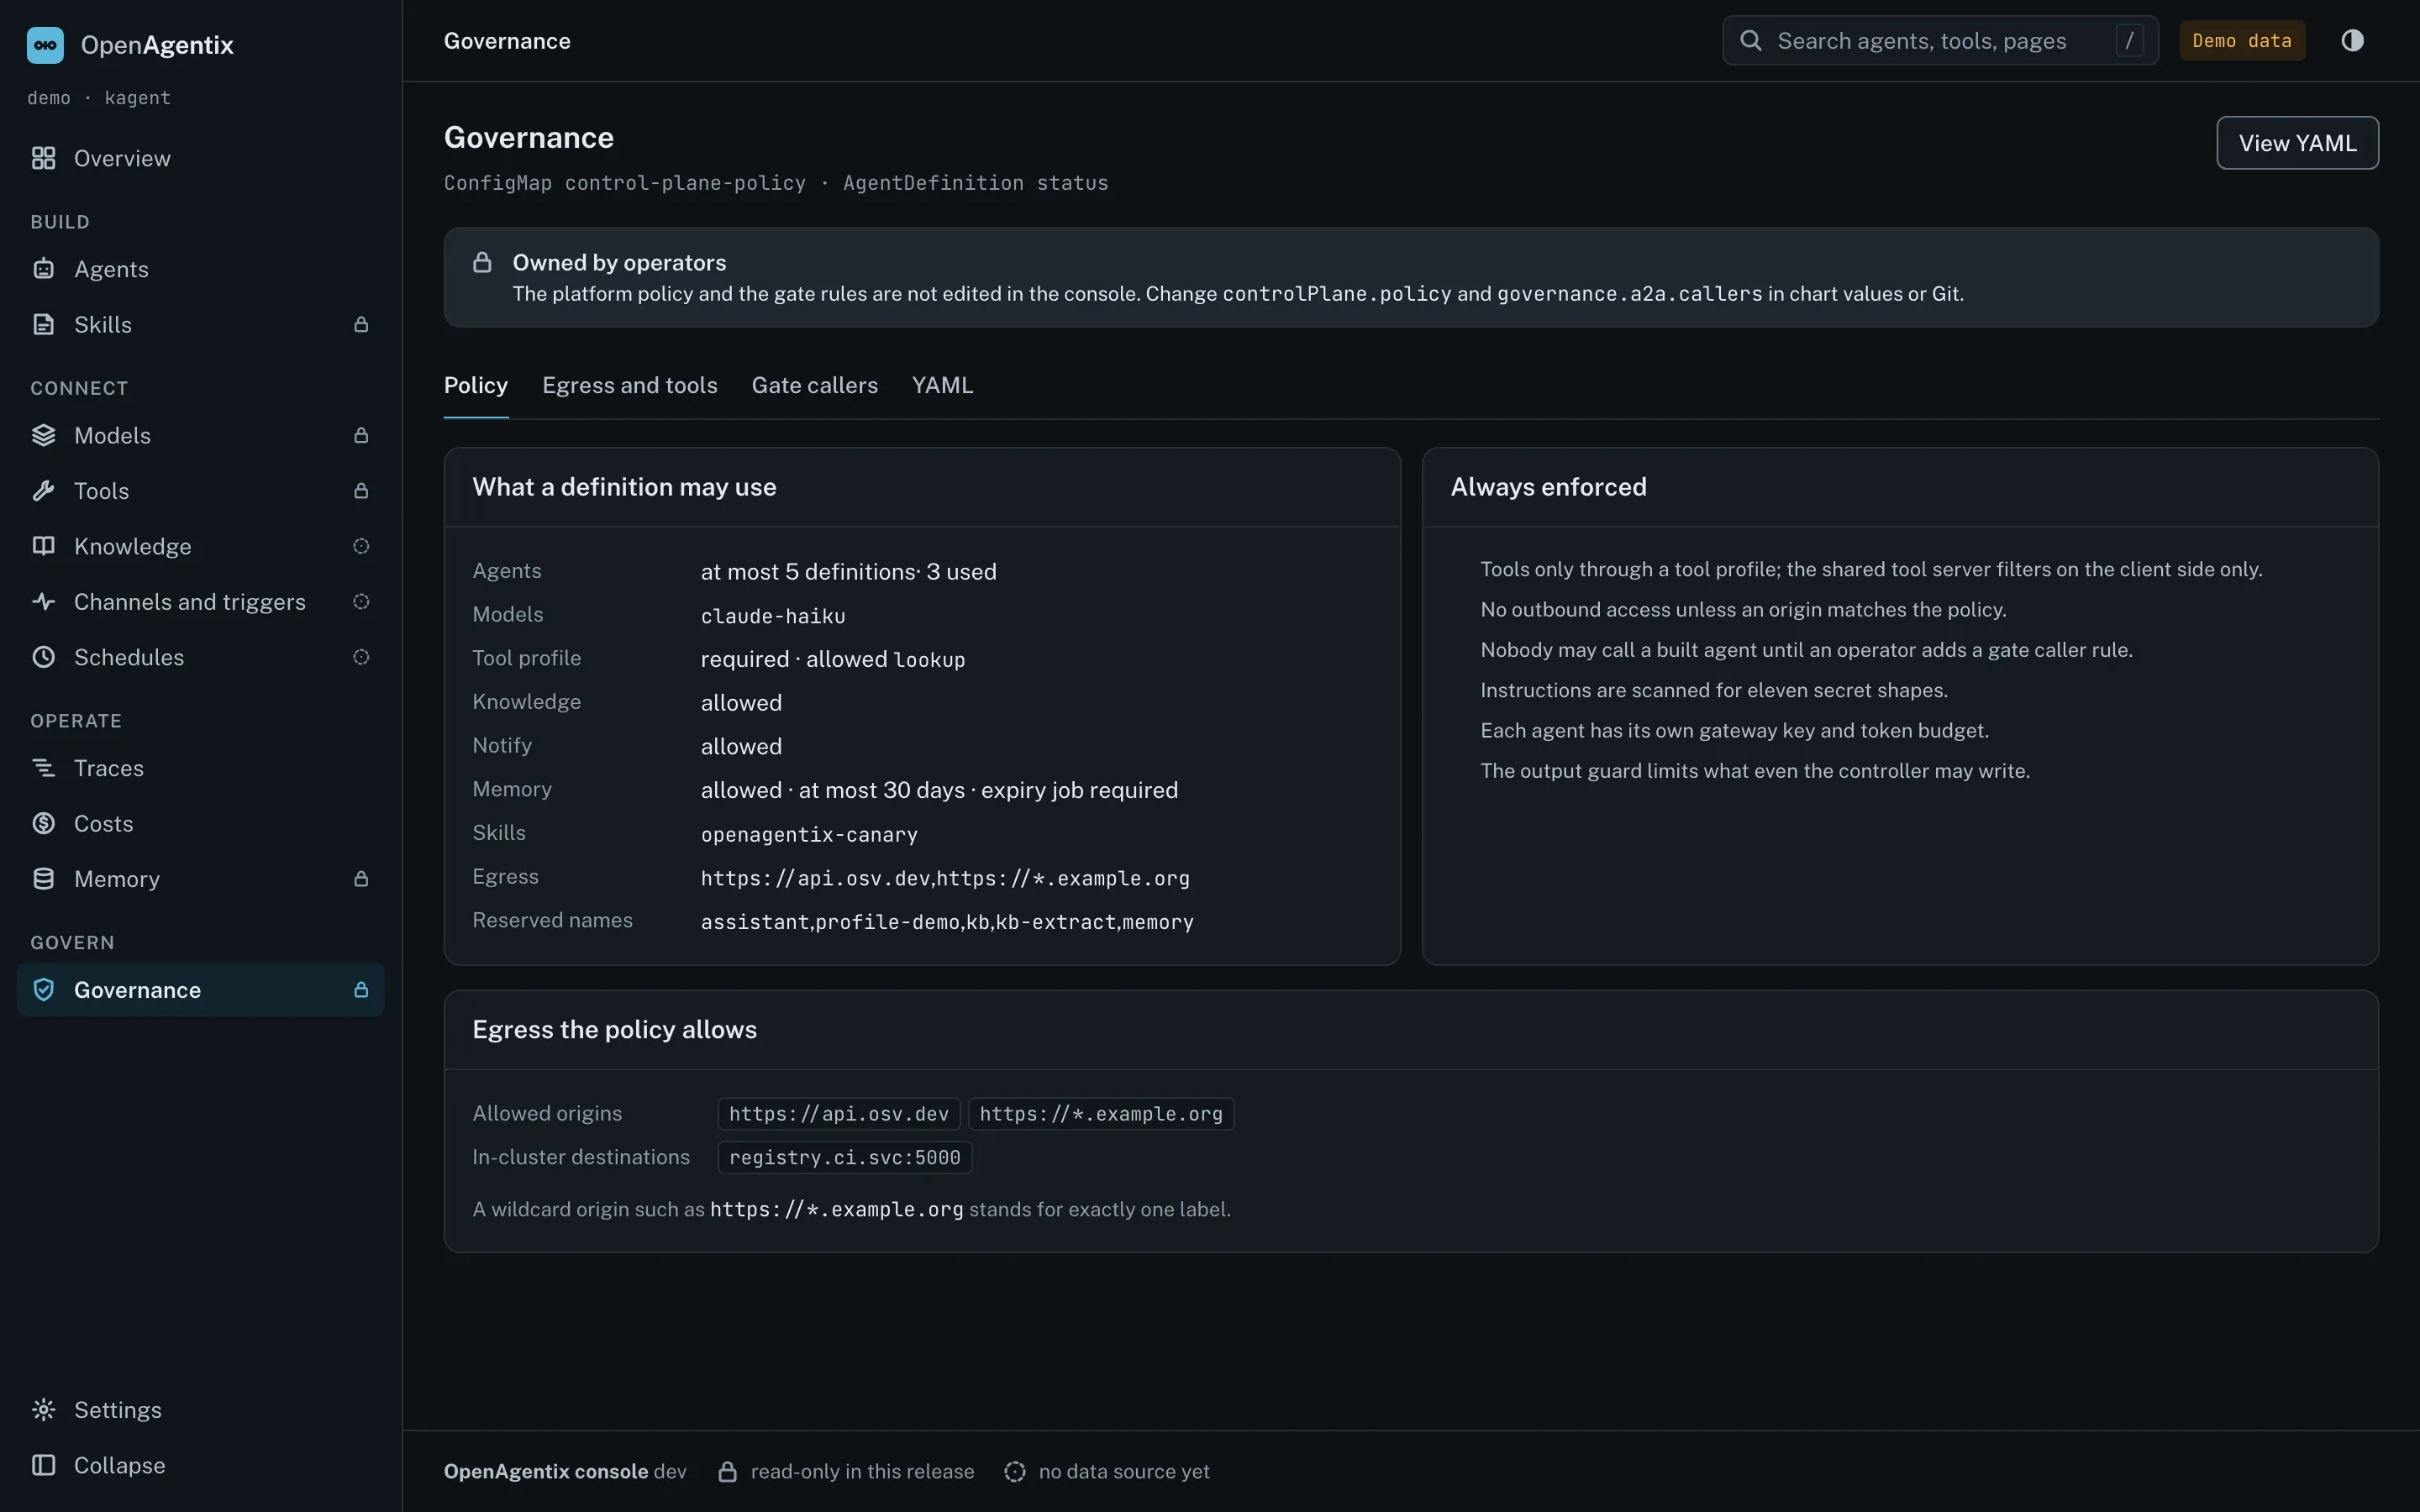 OpenAgentix
demo · kagent
Overview
BUILD
Agents
Skills
CONNECT
Models
Tools
Knowledge
Channels and triggers
Schedules
OPERATE
Traces
Costs
Memory
GOVERN
Governance
Settings
Collapse
Governance
Search agents, tools, pages /
Demo data
Governance
View YAML
ConfigMap control-plane-policy · AgentDefinition status
Owned by operators
The platform policy and the gate rules are not edited in the console. Change controlPlane.policy and governance.a2a.callers in chart values or Git.
Policy Egress and tools Gate callers YAML
What a definition may use
Agents at most 5 definitions· 3 used
Models claude-haiku
Tool profile required · allowed lookup
Knowledge allowed
Notify allowed
Memory allowed · at most 30 days · expiry job required
Skills openagentix-canary
Egress https://api.osv.dev,https://*.example.org
Reserved names assistant,profile-demo,kb,kb-extract,memory
Always enforced
Tools only through a tool profile; the shared tool server filters on the client side only.
No outbound access unless an origin matches the policy.
Nobody may call a built agent until an operator adds a gate caller rule.
Instructions are scanned for eleven secret shapes.
Each agent has its own gateway key and token budget.
The output guard limits what even the controller may write.
Egress the policy allows
Allowed origins https://api.osv.dev https://*.example.org
In-cluster destinations registry.ci.svc:5000
A wildcard origin such as https://*.example.org stands for exactly one label.
OpenAgentix console dev read-only in this release no data source yet